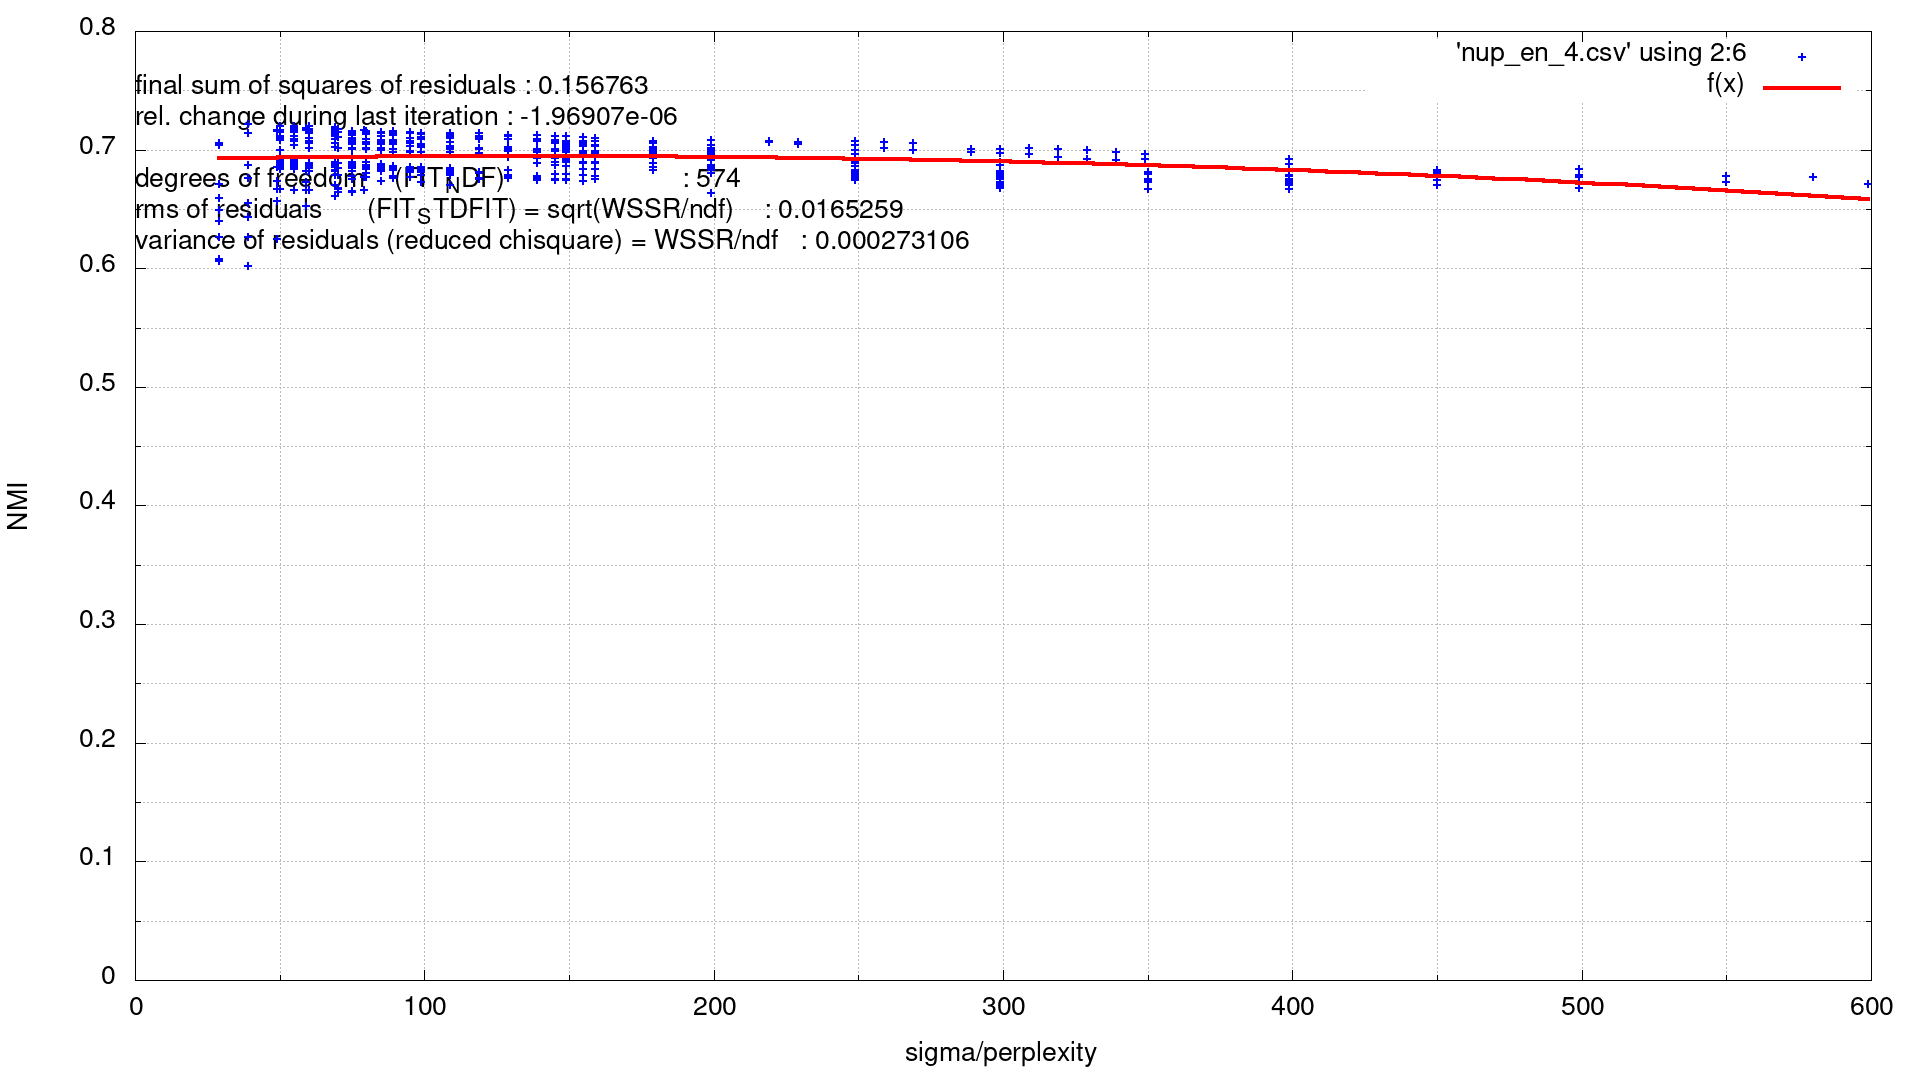 'nup_en_4.csv' using 2:6
f(x)
final sum of squares of residuals : 0.156763
rel. change during last iteration : -1.96907e-06
degrees of freedom (FIT_NDF) : 574
rms of residuals (FIT_STDFIT) = sqrt(WSSR/ndf) : 0.0165259
variance of residuals (reduced chisquare) = WSSR/ndf : 0.000273106
0.8
0.7
0.6
0.5
0.4
0.3
0.2
0.1
0
NMI
0 100 200 300 400 500 600
sigma/perplexity